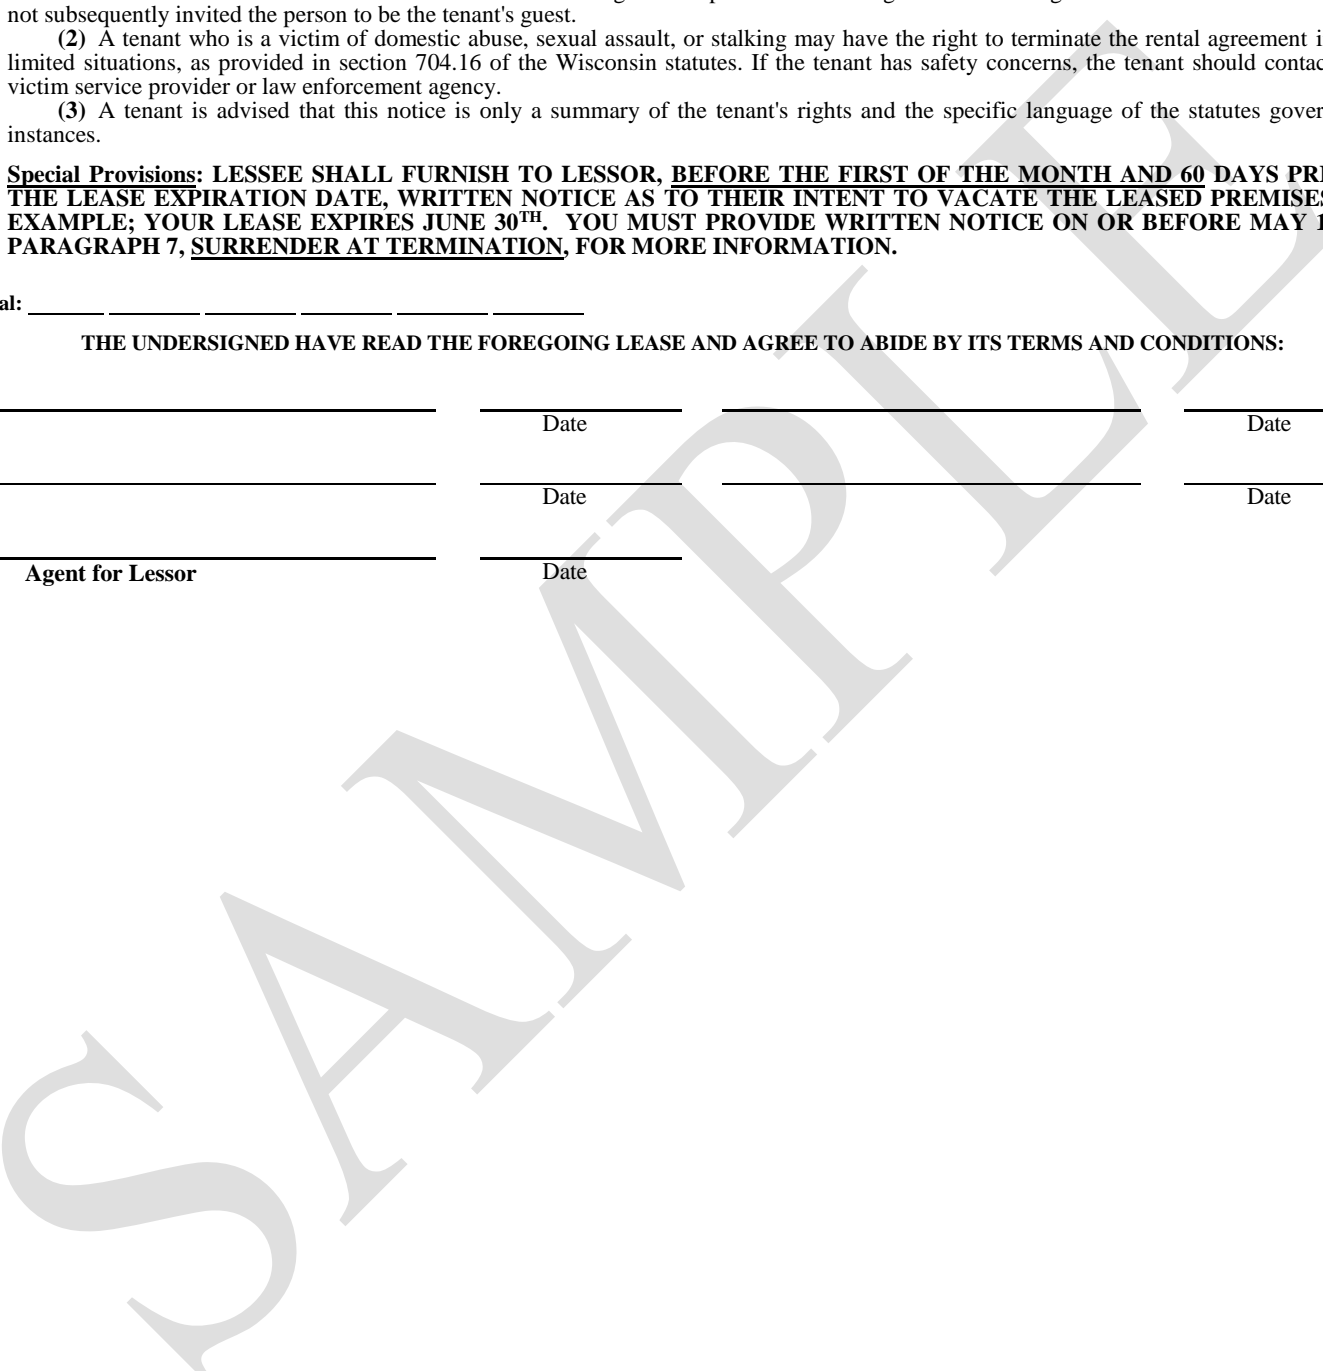 not subsequently invited the person to be the tenant's guest.
(2) A tenant who is a victim of domestic abuse, sexual assault, or stalking may have the right to terminate the rental agreement
limited situations, as provided in section 704.16 of the Wisconsin statutes. If the tenant has safety concerns, the tenant should
victim service provider or law enforcement agency.
(3) A tenant is advised that this notice is only a summary of the tenant's rights and the specific language of the statutes
instances.
Special Provisions: LESSEE SHALL FURNISH TO LESSOR, BEFORE THE FIRST OF THE MONTH AND 60 DAYS
THE LEASE EXPIRATION DATE, WRITTEN NOTICE AS TO THEIR INTENT TO VACATE THE LEASED PREMISES
EXAMPLE; YOUR LEASE EXPIRES JUNE 30TH. YOU MUST PROVIDE WRITTEN NOTICE ON OR BEFORE MAY
PARAGRAPH 7, SURRENDER AT TERMINATION, FOR MORE INFORMATION.
al:
THE UNDERSIGNED HAVE READ THE FOREGOING LEASE AND AGREE TO ABIDE BY ITS TERMS AND CONDITIONS:
Date Date
Date Date
Agent for Lessor Date
SAMPLE